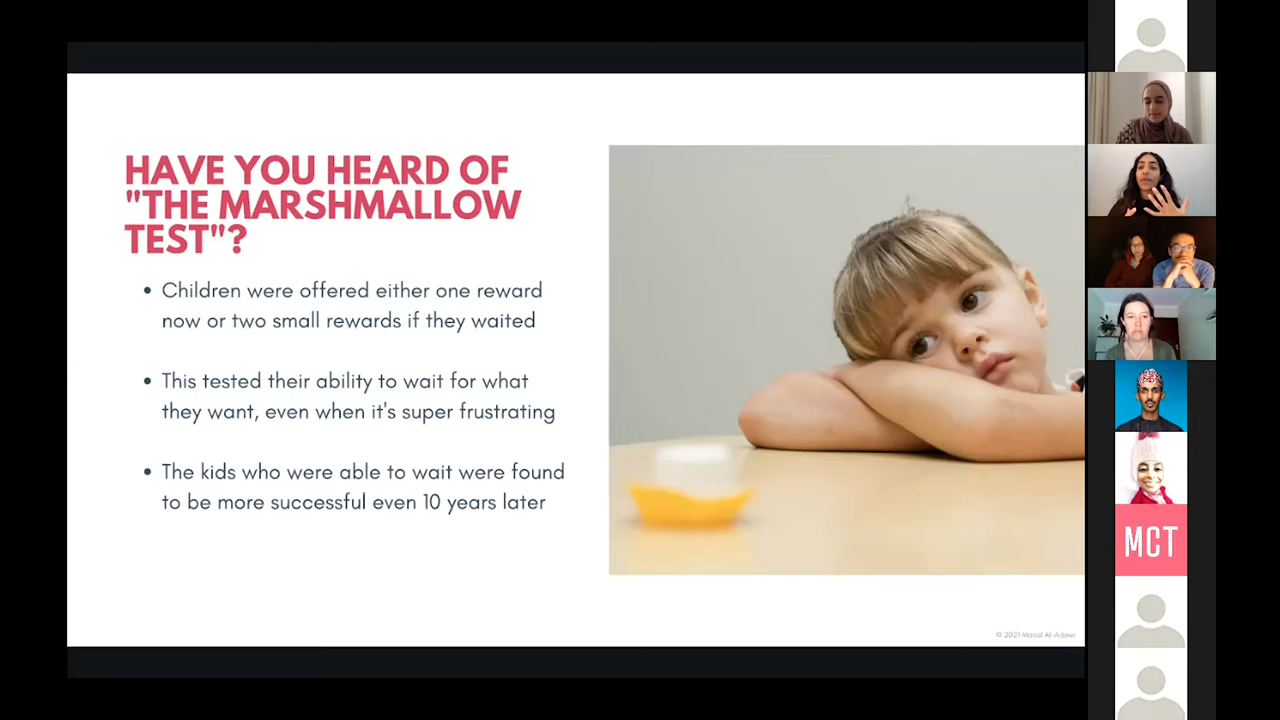 HAVE YOU HEARD OF
"THE MARSHMALLOW
TEST"?
• Children were offered either one reward
now or two small rewards if they waited
• This tested their ability to wait for what
they want, even when it's super frustrating
• The kids who were able to wait were found
to be more successful even 10 years later
© 2021 Manal Al-Adawi
MCT